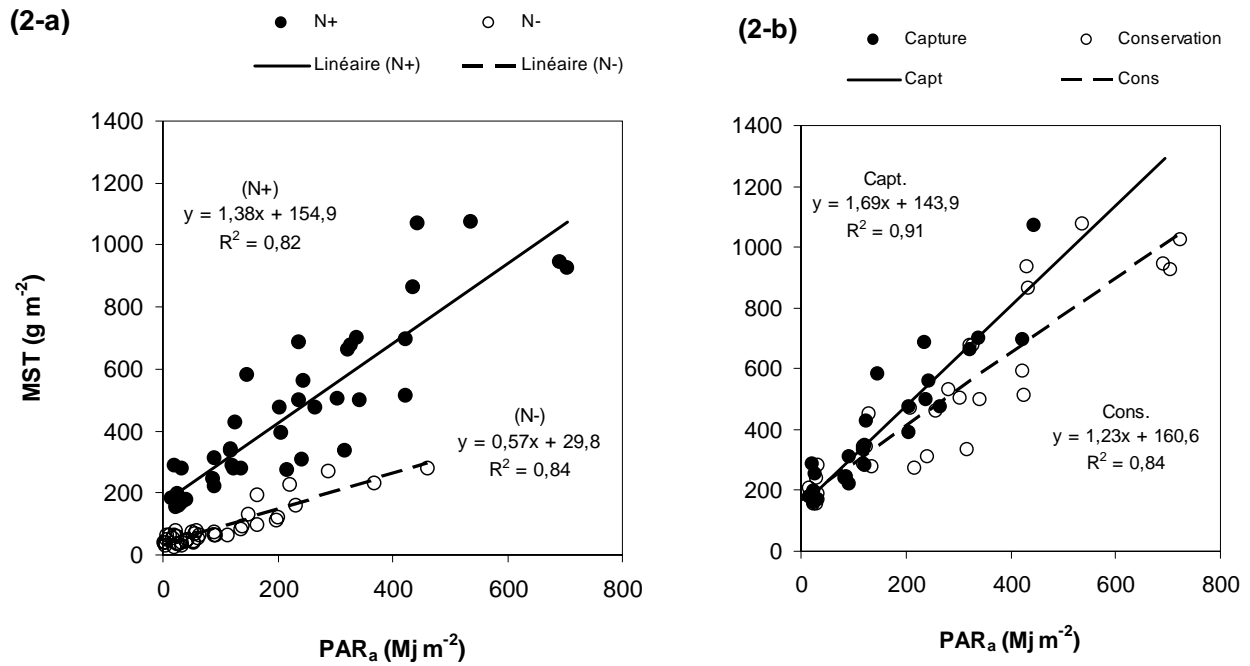 (2-a)
N+ N-
Linéaire (N+) Linéaire (N-)
MST (g m-2)
1400
1200
1000
800
600
400
200
0
(N+)
y = 1,38x + 154,9
R2 = 0,82
(N-)
y = 0,57x + 29,8
R2 = 0,84
0 200 400 600 800
PARa (Mj m-2)
(2-b)
Capture Conservation
Capt Cons
1400
1200
1000
800
600
400
200
0
Capt.
y = 1,69x + 143,9
R2 = 0,91
Cons.
y = 1,23x + 160,6
R2 = 0,84
0 200 400 600 800
PARa (Mj m-2)